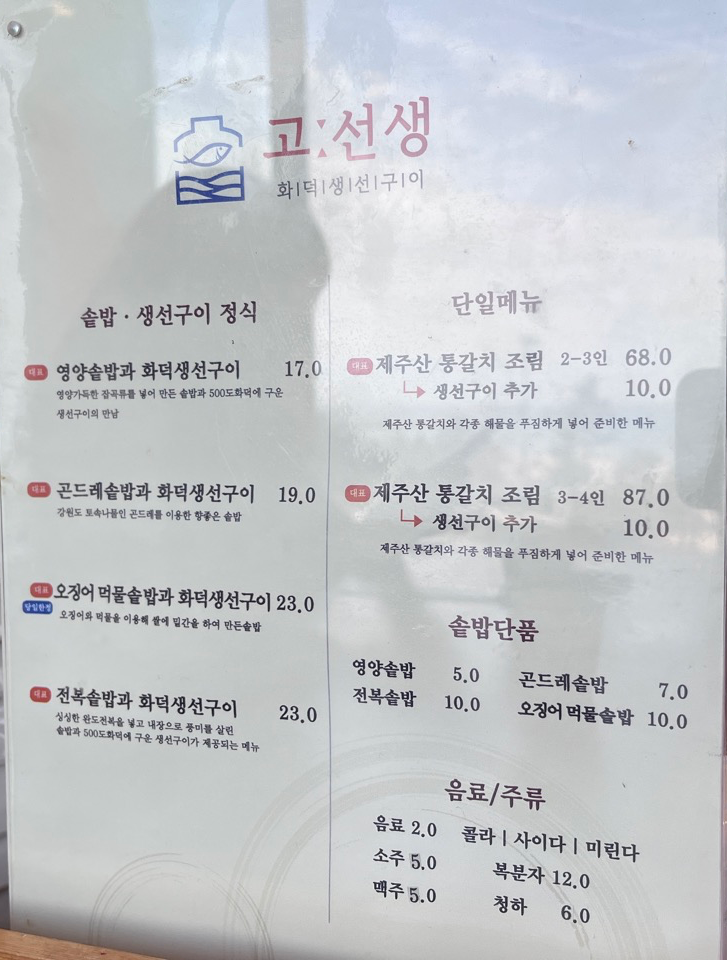 고:선생
화|덕|생|선|구|이
솥밥 · 생선구이 정식
대표 영양솥밥과 화덕생선구이 17.0
영양가득한 잡곡류를 넣어 만든 솥밥과 500도화덕에 구운
생선구이의 만남
대표 곤드레솥밥과 화덕생선구이 19.0
강원도 토속나물인 곤드레를 이용한 향좋은 솥밥
대표 오징어 먹물솥밥과 화덕생선구이 23.0
당일한정 오징어와 먹물을 이용해 쌀에 밑간을 하여 만든솥밥
대표 전복솥밥과 화덕생선구이 23.0
싱싱한 완도전복을 넣고 내장으로 풍미를 살린
솥밥과 500도화덕에 구운 생선구이가 제공되는 메뉴
단일메뉴
대표 제주산 통갈치 조림 2-3인 68.0
생선구이 추가 10.0
제주산 통갈치와 각종 해물을 푸짐하게 넣어 준비한 메뉴
대표 제주산 통갈치 조림 3-4인 87.0
생선구이 추가 10.0
제주산 통갈치와 각종 해물을 푸짐하게 넣어 준비한 메뉴
솥밥단품
영양솥밥 5.0 곤드레솥밥 7.0
전복솥밥 10.0 오징어 먹물솥밥 10.0
음료/주류
음료 2.0 콜라 | 사이다 | 미린다
소주 5.0 복분자 12.0
맥주 5.0 청하 6.0